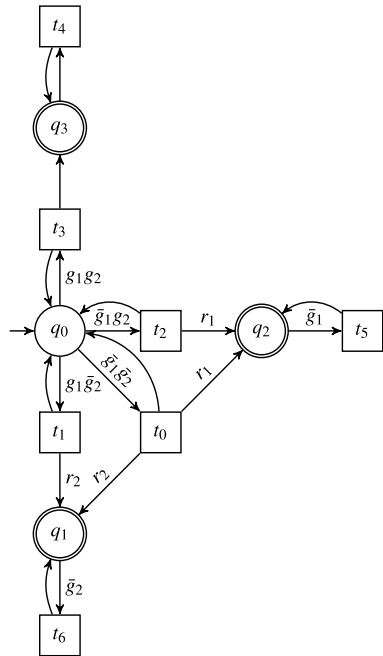 t₄
q₃
t₃
g₁g₂
q₀
ḡ₁g₂
t₂
r₁
q₂
ḡ₁
t₅
g₁ḡ₂
ḡ₁ḡ₂
r₁
t₁
t₀
r₂
r₂
q₁
ḡ₂
t₆